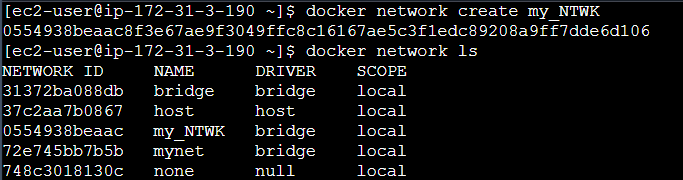 [ec2-user@ip-172-31-3-190 ~]$ docker network create my_NTWK
0554938beaac8f3e67ae9f3049ffc8c16167ae5c3f1edc89208a9ff7dde6d106
[ec2-user@ip-172-31-3-190 ~]$ docker network ls
NETWORK ID     NAME      DRIVER    SCOPE
31372ba088db   bridge    bridge    local
37c2aa7b0867   host      host      local
0554938beaac   my_NTWK   bridge    local
72e745bb7b5b   mynet     bridge    local
748c3018130c   none      null      local